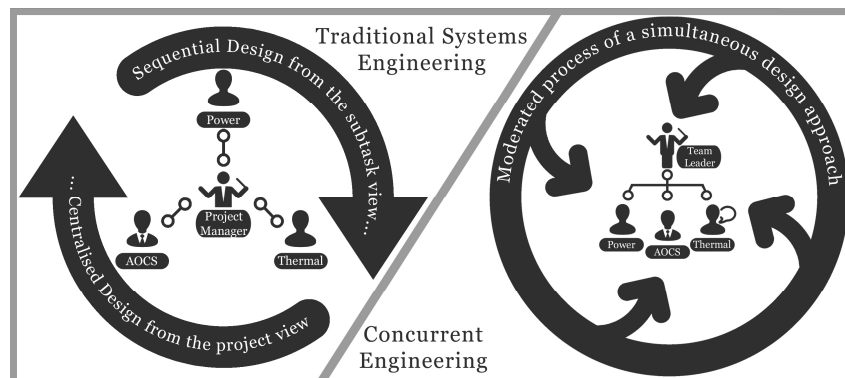 Traditional Systems
Engineering
Sequential Design from the subtask view...
Power
Project
Manager
AOCS
Thermal
... Centralised Design from the project view
Concurrent
Engineering
Moderated process of a simultaneous design approach
Team
Leader
Power
AOCS
Thermal